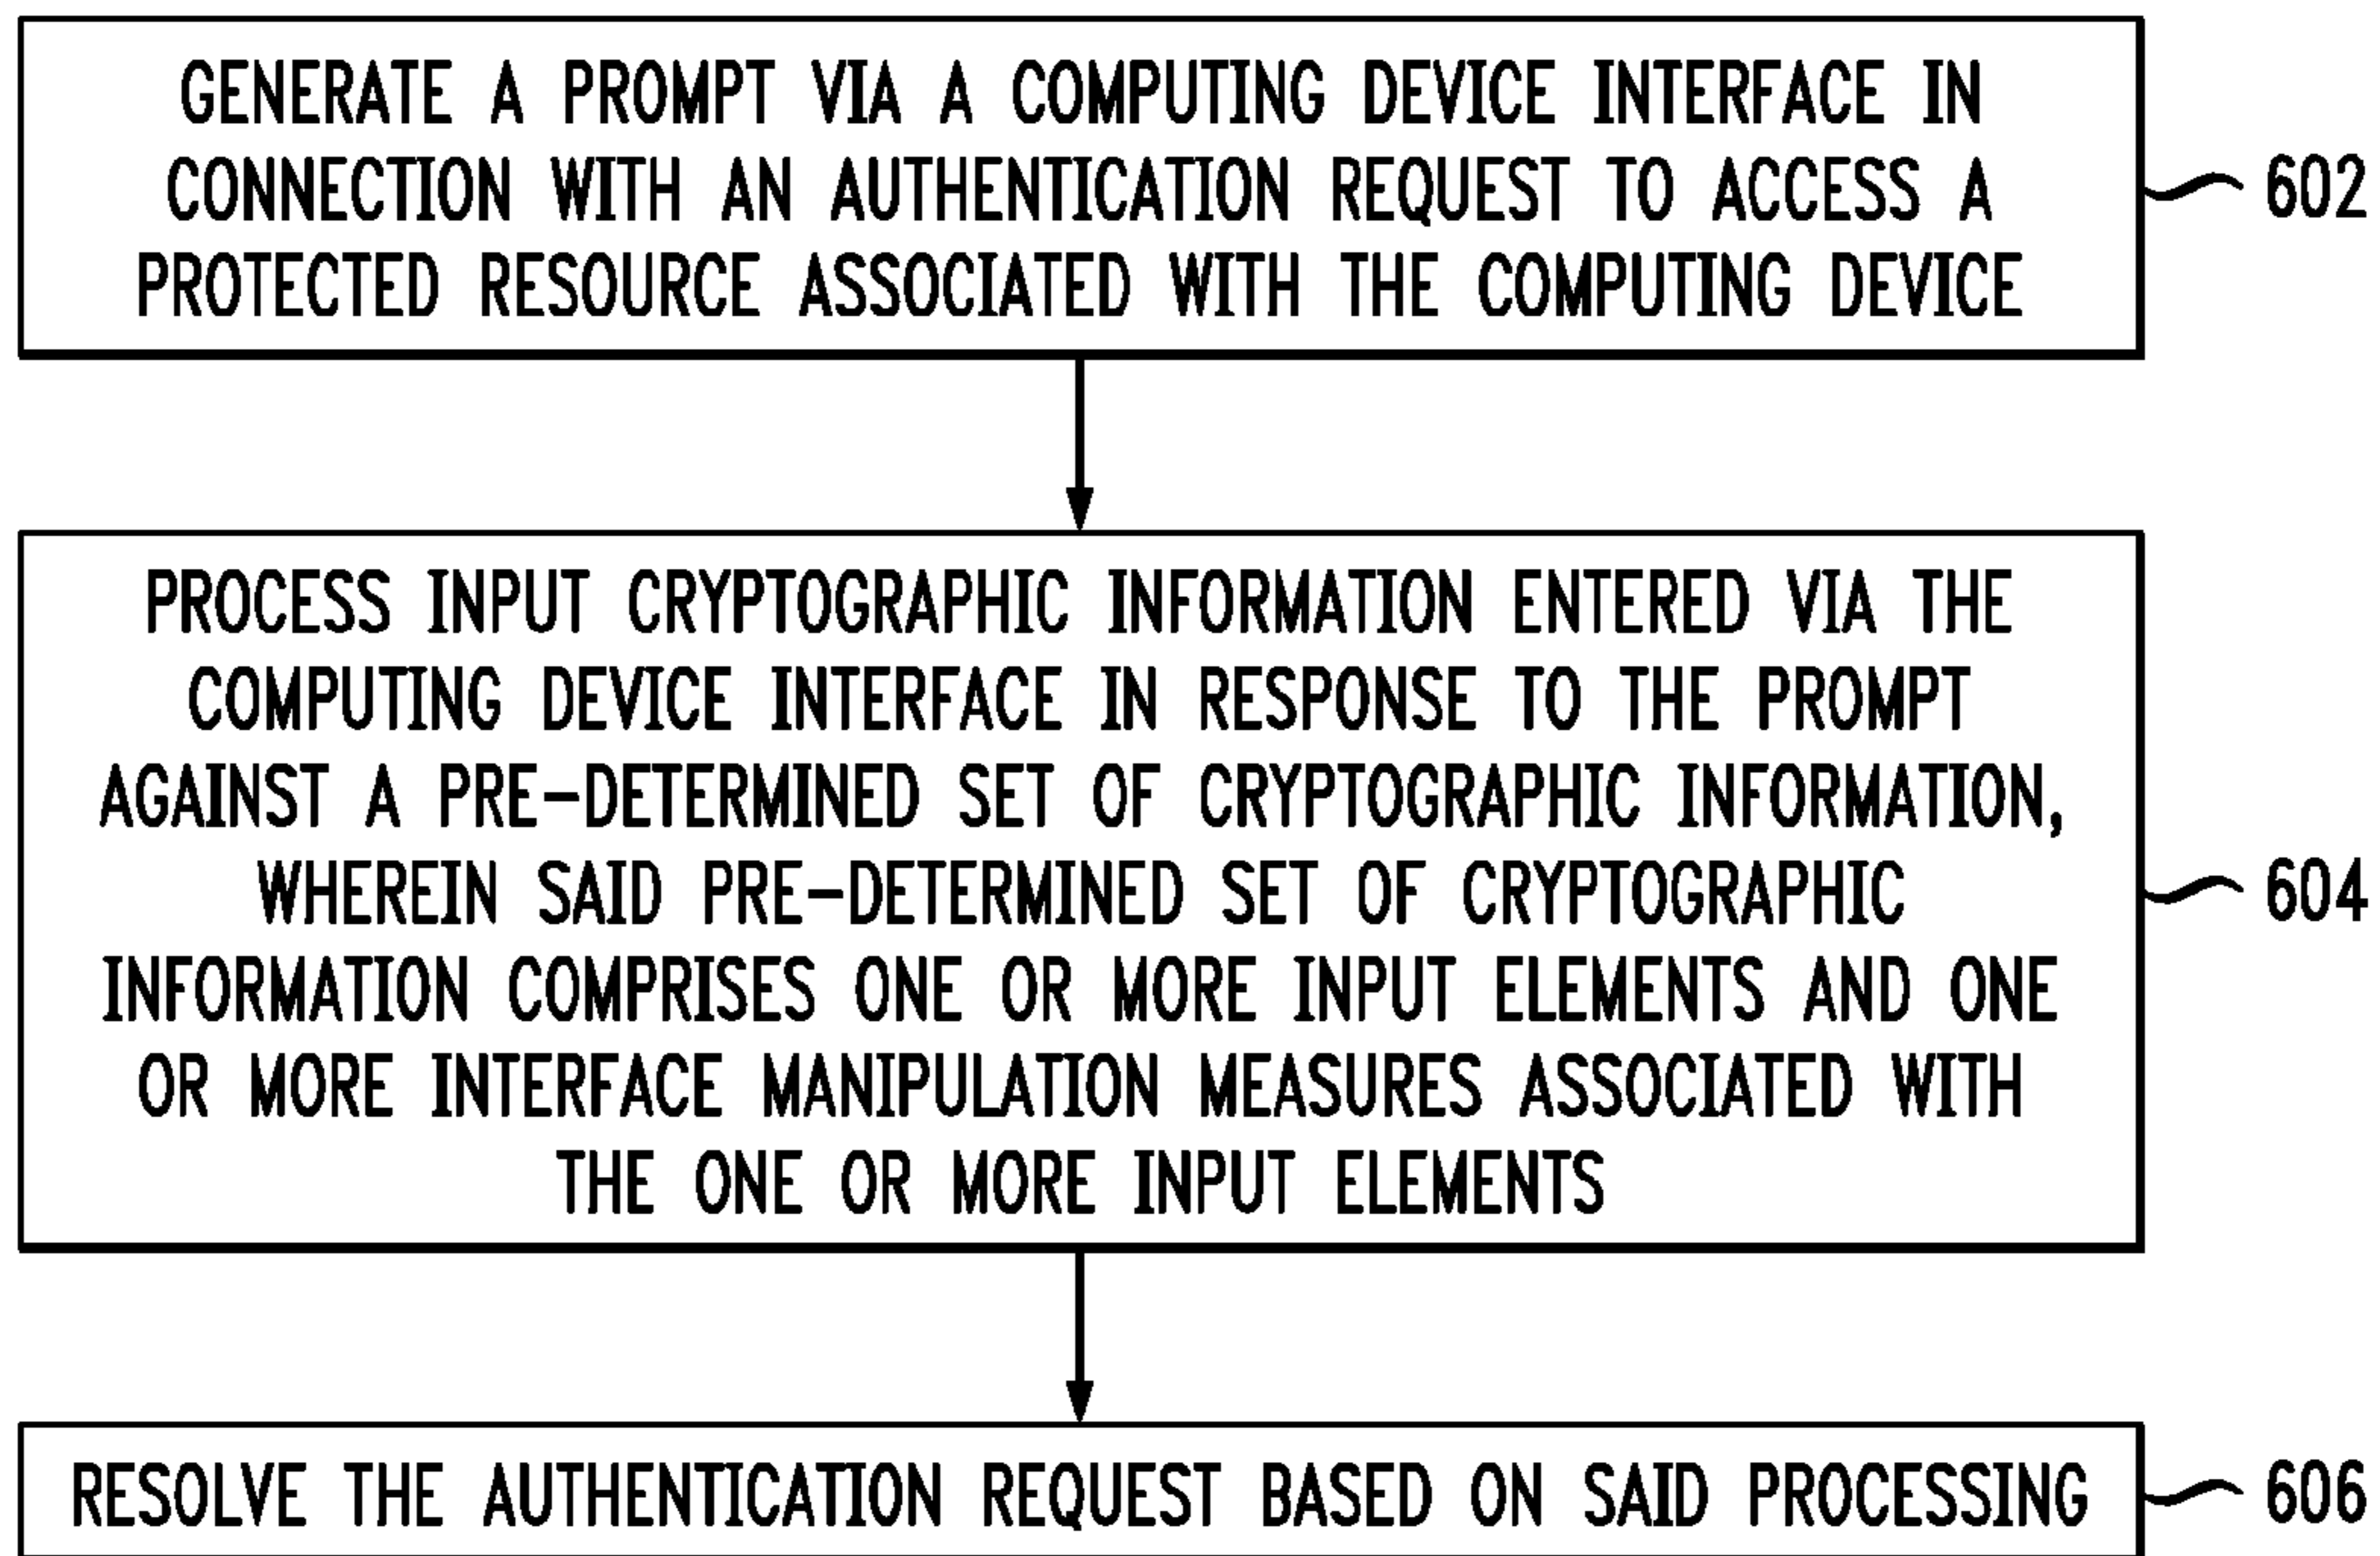 GENERATE A PROMPT VIA A COMPUTING DEVICE INTERFACE IN
CONNECTION WITH AN AUTHENTICATION REQUEST TO ACCESS A
PROTECTED RESOURCE ASSOCIATED WITH THE COMPUTING DEVICE
602
PROCESS INPUT CRYPTOGRAPHIC INFORMATION ENTERED VIA THE
COMPUTING DEVICE INTERFACE IN RESPONSE TO THE PROMPT
AGAINST A PRE-DETERMINED SET OF CRYPTOGRAPHIC INFORMATION,
WHEREIN SAID PRE-DETERMINED SET OF CRYPTOGRAPHIC
INFORMATION COMPRISES ONE OR MORE INPUT ELEMENTS AND ONE
OR MORE INTERFACE MANIPULATION MEASURES ASSOCIATED WITH
THE ONE OR MORE INPUT ELEMENTS
604
RESOLVE THE AUTHENTICATION REQUEST BASED ON SAID PROCESSING
606